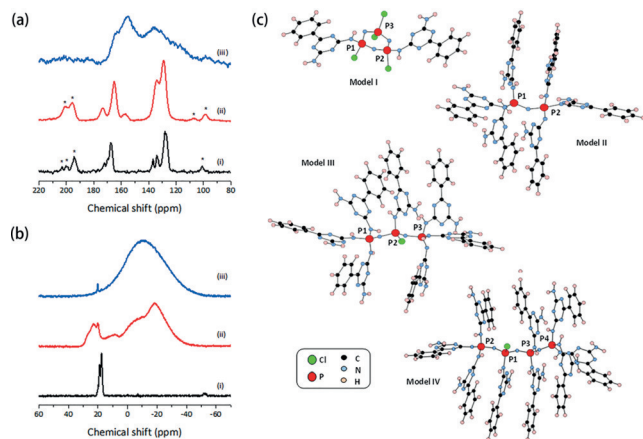 (a)
(iii)
(ii)
* * * *
(i)
* * * *
220 200 180 160 140 120 100 80
Chemical shift (ppm)
(b)
(iii)
(ii)
(i)
60 40 20 0 -20 -40 -60
Chemical shift (ppm)
(c)
P3
P1
P2
Model I
P1
P2
Model II
Model III
P1
P2
P3
P2
P1
P3
P4
Model IV
Cl
P
C
N
H